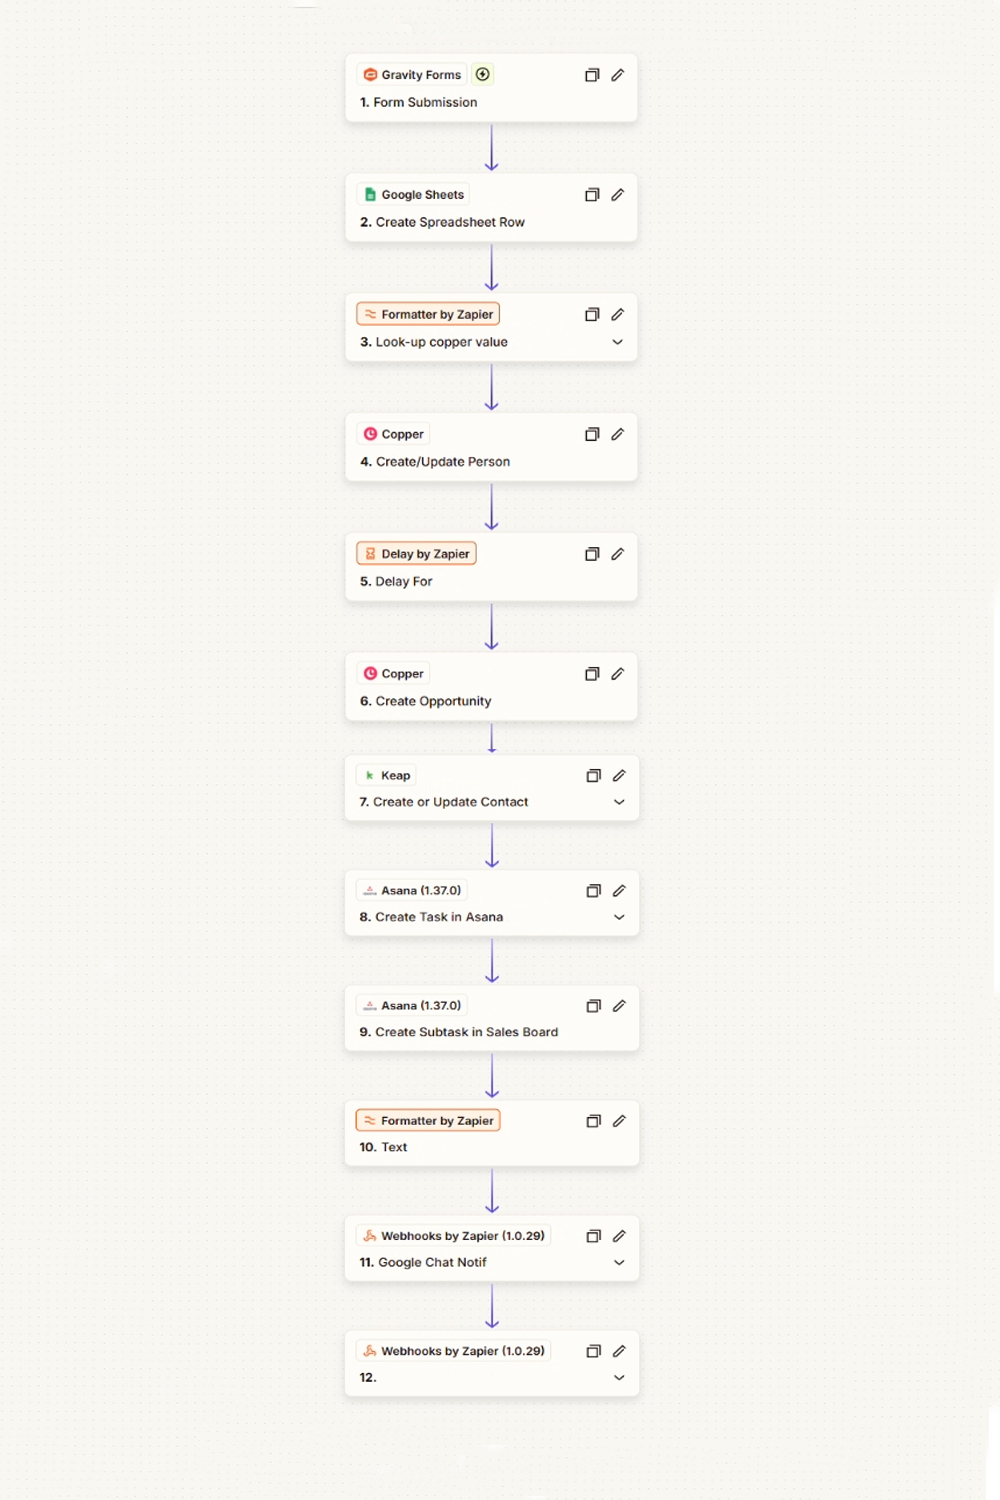 Gravity Forms
1. Form Submission
Google Sheets
2. Create Spreadsheet Row
Formatter by Zapier
3. Look-up copper value
Copper
4. Create/Update Person
Delay by Zapier
5. Delay For
Copper
6. Create Opportunity
Keap
7. Create or Update Contact
Asana (1.37.0)
8. Create Task in Asana
Asana (1.37.0)
9. Create Subtask in Sales Board
Formatter by Zapier
10. Text
Webhooks by Zapier (1.0.29)
11. Google Chat Notif
Webhooks by Zapier (1.0.29)
12.